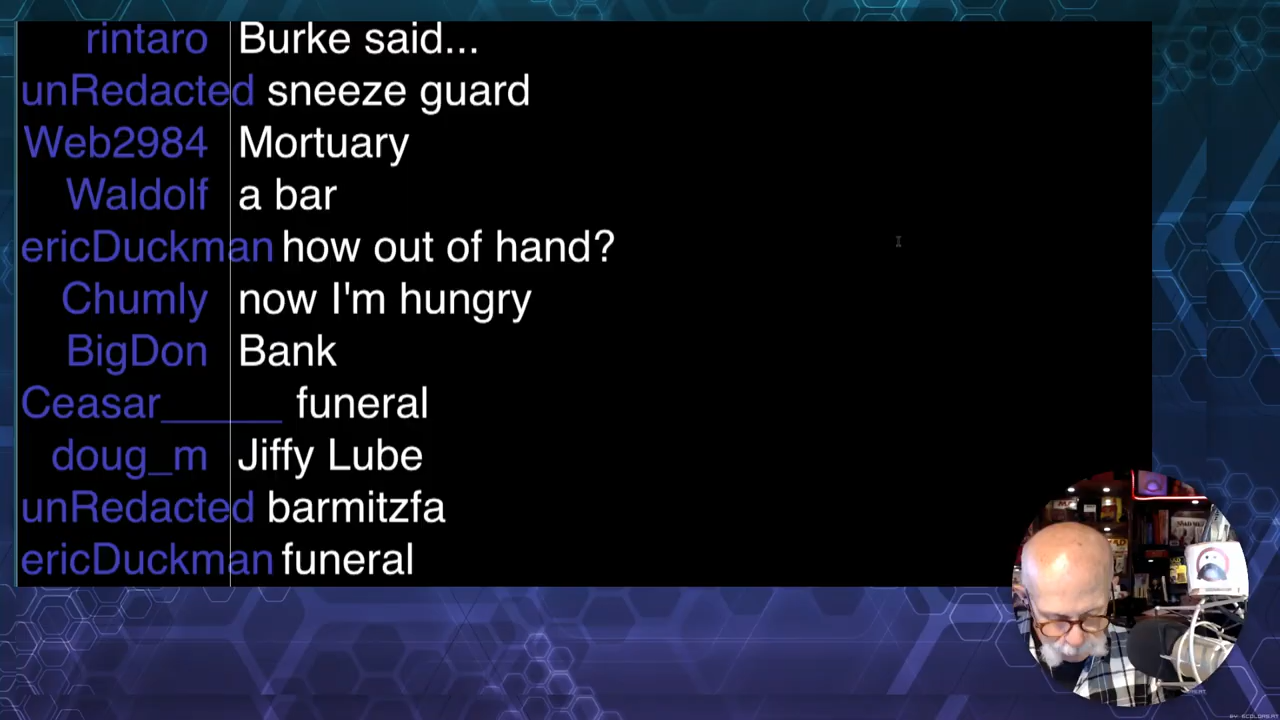 rintaro Burke said...
unRedacted sneeze guard
Web2984 Mortuary
Waldolf a bar
ericDuckman how out of hand?
Chumly now I'm hungry
BigDon Bank
Ceasar______ funeral
doug_m Jiffy Lube
unRedacted barmitzfa
ericDuckman funeral